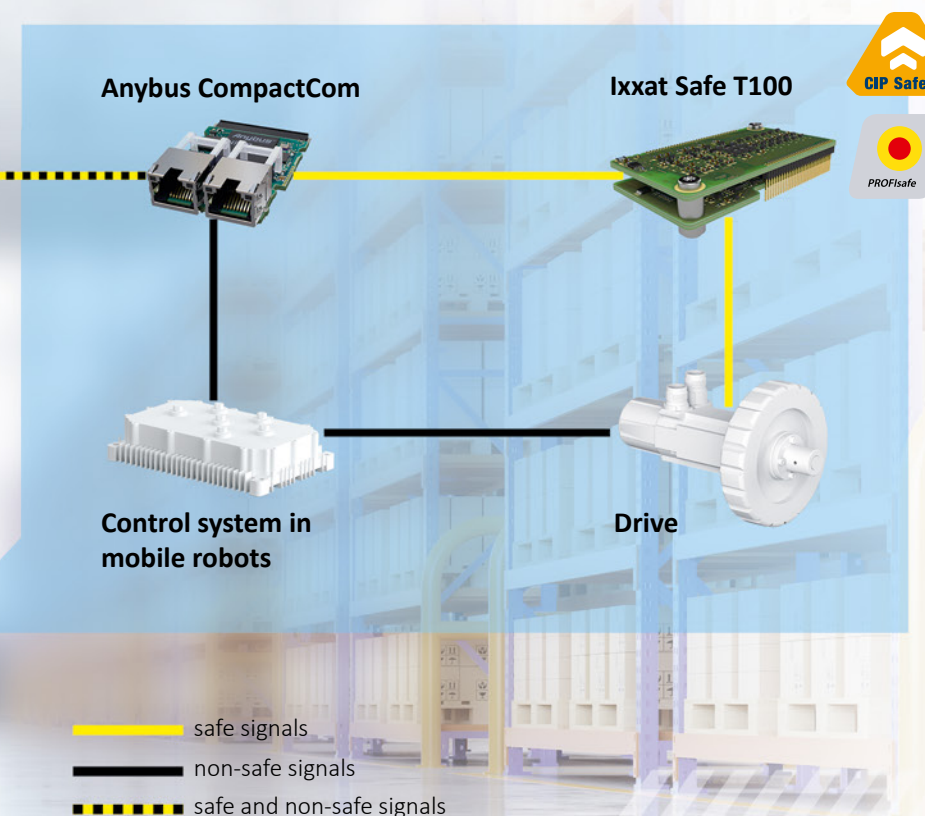 Anybus CompactCom
Ixxat Safe T100
CIP Safe
Anybus
PROFIsafe
Control system in
mobile robots
Drive
safe signals
non-safe signals
safe and non-safe signals